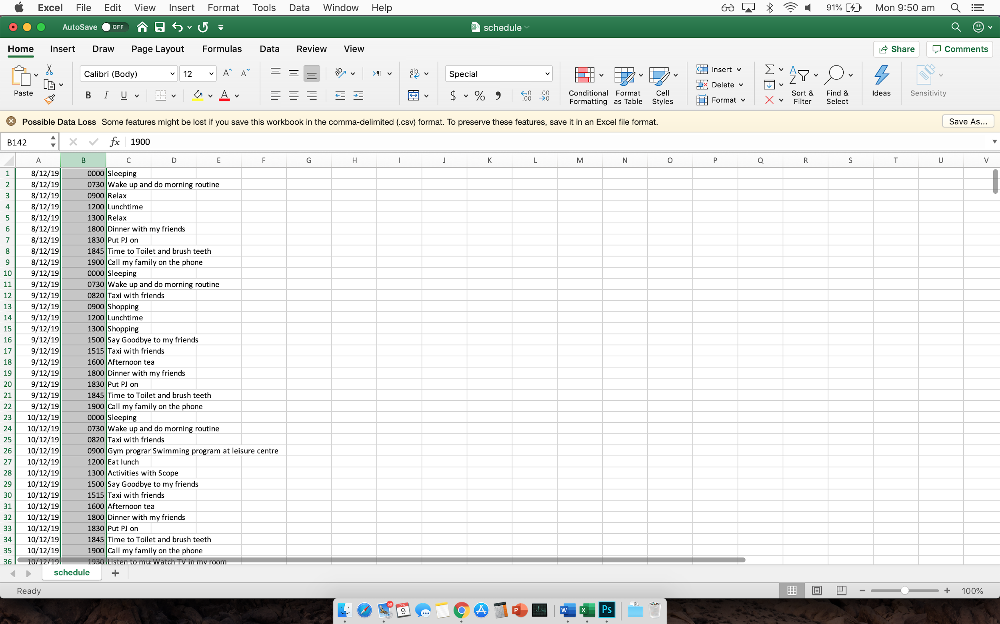 Excel File Edit View Insert Format Tools Data Window Help 91% Mon 9:50 am
AutoSave OFF schedule
Home Insert Draw Page Layout Formulas Data Review View Share Comments
Paste Calibri (Body) 12 Special Conditional Formatting Format as Table Cell Styles Insert Delete Format Sort & Filter Find & Select Ideas Sensitivity
Possible Data Loss Some features might be lost if you save this workbook in the comma-delimited (.csv) format. To preserve these features, save it in an Excel file format. Save As...
B142 fx 1900
A B C D E F G H I J K L M N O P Q R S T U V
1 8/12/19 0000 Sleeping
2 8/12/19 0730 Wake up and do morning routine
3 8/12/19 0900 Relax
4 8/12/19 1200 Lunchtime
5 8/12/19 1300 Relax
6 8/12/19 1800 Dinner with my friends
7 8/12/19 1830 Put PJ on
8 8/12/19 1845 Time to Toilet and brush teeth
9 8/12/19 1900 Call my family on the phone
10 9/12/19 0000 Sleeping
11 9/12/19 0730 Wake up and do morning routine
12 9/12/19 0820 Taxi with friends
13 9/12/19 0900 Shopping
14 9/12/19 1200 Lunchtime
15 9/12/19 1300 Shopping
16 9/12/19 1500 Say Goodbye to my friends
17 9/12/19 1515 Taxi with friends
18 9/12/19 1600 Afternoon tea
19 9/12/19 1800 Dinner with my friends
20 9/12/19 1830 Put PJ on
21 9/12/19 1845 Time to Toilet and brush teeth
22 9/12/19 1900 Call my family on the phone
23 10/12/19 0000 Sleeping
24 10/12/19 0730 Wake up and do morning routine
25 10/12/19 0820 Taxi with friends
26 10/12/19 0900 Gym prograr Swimming program at leisure centre
27 10/12/19 1200 Eat lunch
28 10/12/19 1300 Activities with Scope
29 10/12/19 1500 Say Goodbye to my friends
30 10/12/19 1515 Taxi with friends
31 10/12/19 1600 Afternoon tea
32 10/12/19 1800 Dinner with my friends
33 10/12/19 1830 Put PJ on
34 10/12/19 1845 Time to Toilet and brush teeth
35 10/12/19 1900 Call my family on the phone
36 10/12/19 1930 Listen to mu Watch TV in my room
schedule
Ready 100%
58 DEC 9 P W X Ps